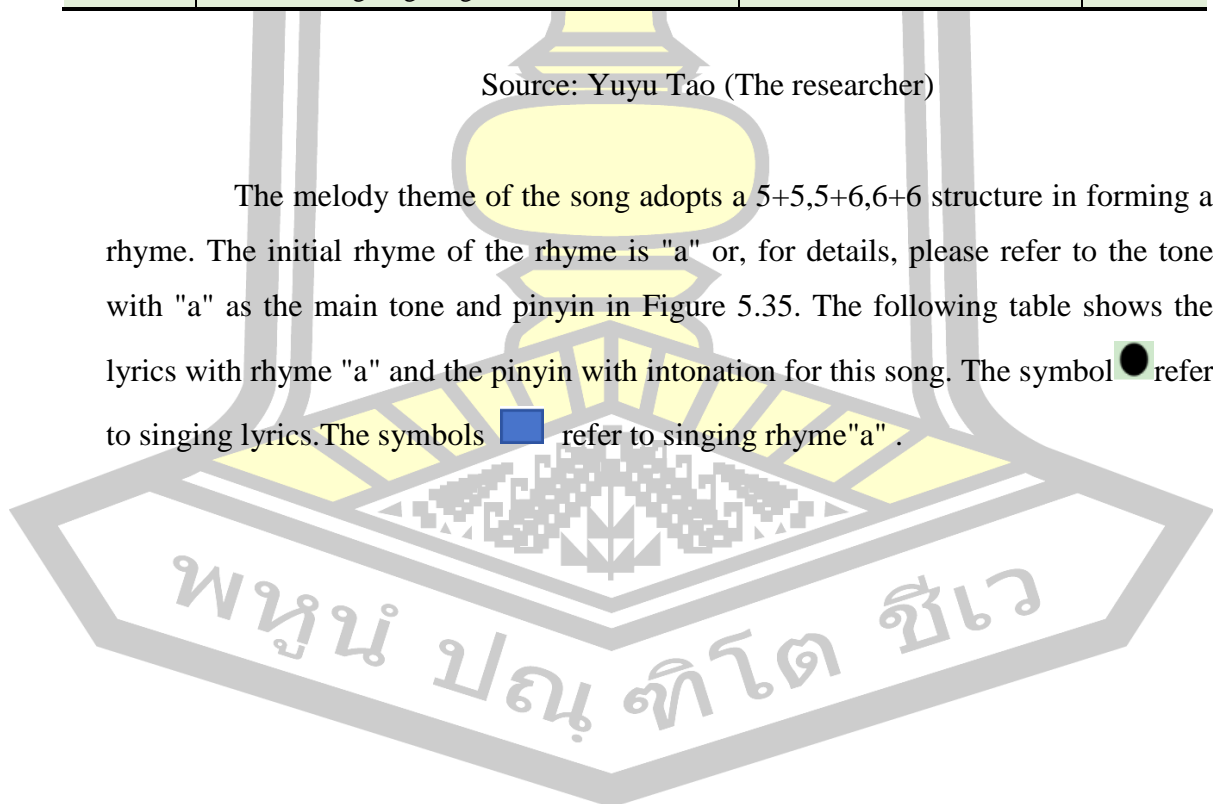 Source: Yuyu Tao (The researcher)
The melody theme of the song adopts a 5+5,5+6,6+6 structure in forming a
rhyme. The initial rhyme of the rhyme is "a" or, for details, please refer to the tone
with "a" as the main tone and pinyin in Figure 5.35. The following table shows the
lyrics with rhyme "a" and the pinyin with intonation for this song. The symbol refer
to singing lyrics.The symbols refer to singing rhyme"a" .
พหูนํ ปณฺฑิโต ชีเว